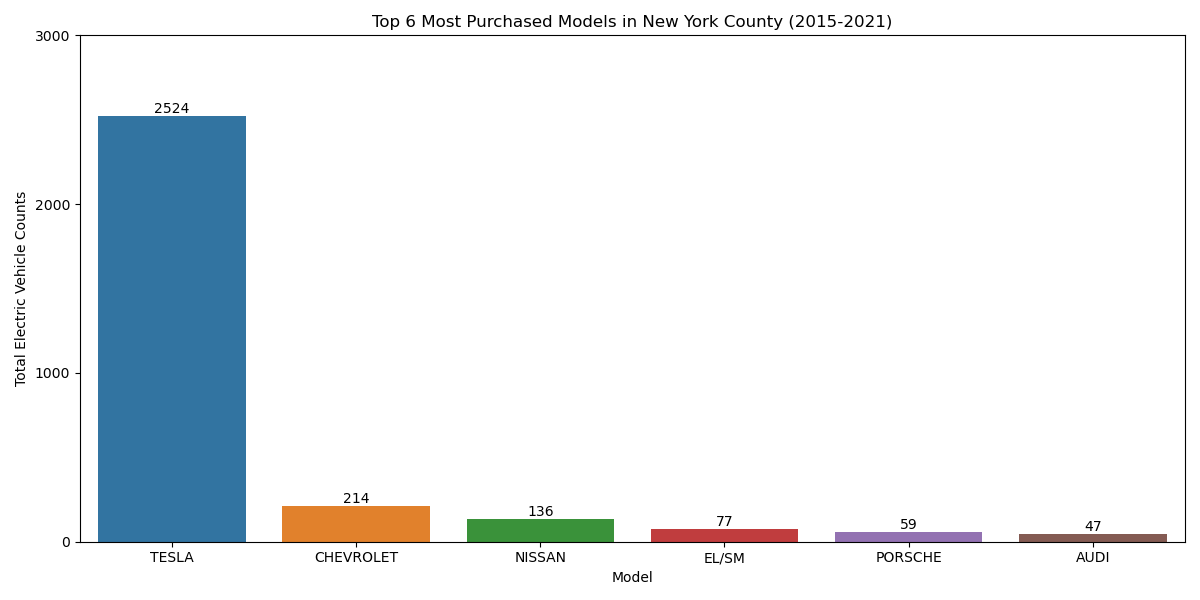 Top 6 Most Purchased Models in New York County (2015-2021)
Total Electric Vehicle Counts
3000
2000
1000
0
2524
214
136
77
59
47
TESLA
CHEVROLET
NISSAN
EL/SM
PORSCHE
AUDI
Model